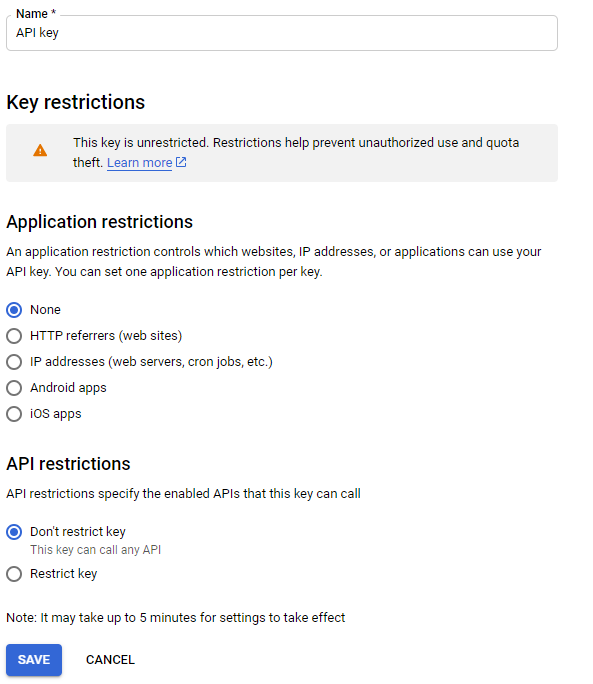 Name *
API key
Key restrictions
This key is unrestricted. Restrictions help prevent unauthorized use and quota
theft. Learn more
Application restrictions
An application restriction controls which websites, IP addresses, or applications can use your
API key. You can set one application restriction per key.
None
HTTP referrers (web sites)
IP addresses (web servers, cron jobs, etc.)
Android apps
iOS apps
API restrictions
API restrictions specify the enabled APIs that this key can call
Don't restrict key
This key can call any API
Restrict key
Note: It may take up to 5 minutes for settings to take effect
SAVE CANCEL